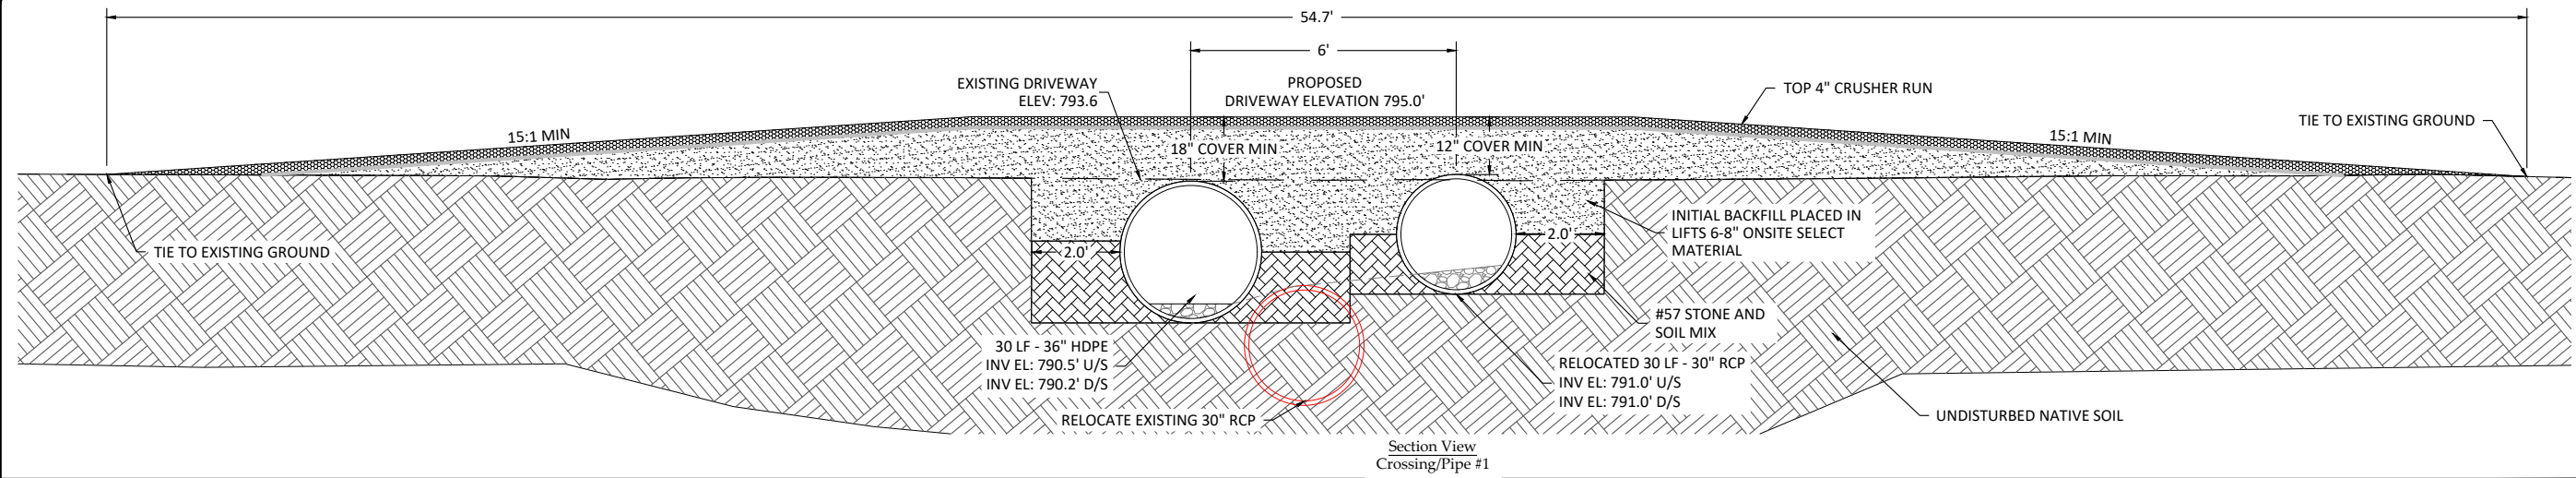 54.7'
6'
EXISTING DRIVEWAY
ELEV: 793.6
PROPOSED
DRIVEWAY ELEVATION 795.0'
TOP 4" CRUSHER RUN
TIE TO EXISTING GROUND
15:1 MIN
15:1 MIN
18" COVER MIN
12" COVER MIN
TIE TO EXISTING GROUND
2.0'
2.0'
INITIAL BACKFILL PLACED IN
LIFTS 6-8" ONSITE SELECT
MATERIAL
#57 STONE AND
SOIL MIX
30 LF - 36" HDPE
INV EL: 790.5' U/S
INV EL: 790.2' D/S
RELOCATED 30 LF - 30" RCP
INV EL: 791.0' U/S
INV EL: 791.0' D/S
RELOCATE EXISTING 30" RCP
UNDISTURBED NATIVE SOIL
Section View
Crossing/Pipe #1